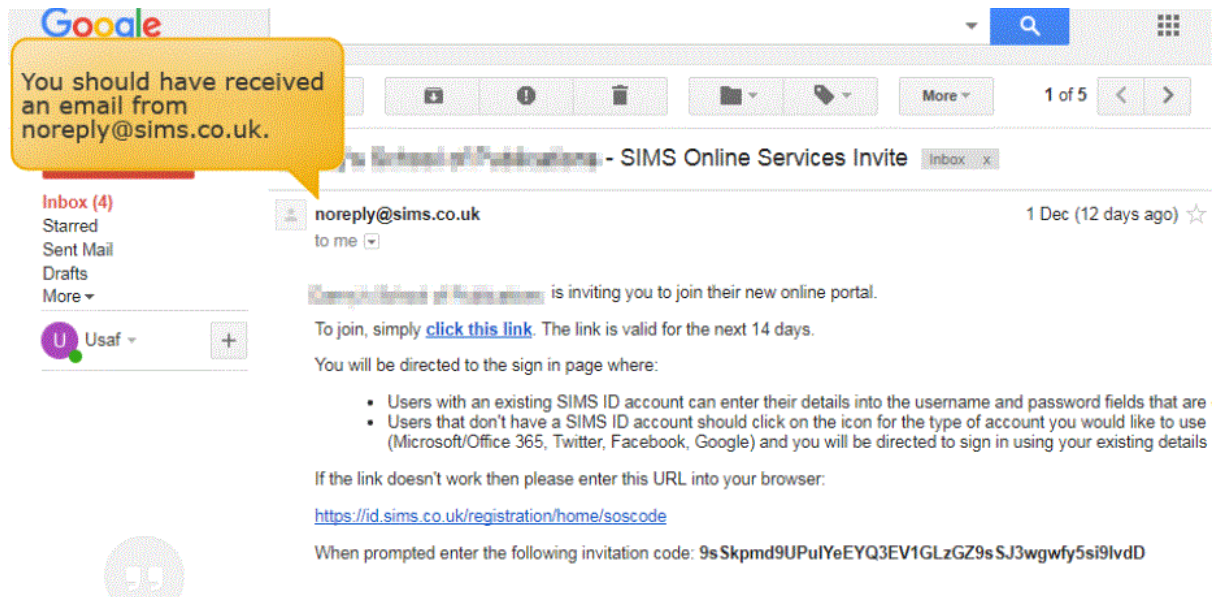 Google
You should have received
an email from
noreply@sims.co.uk.
More
1 of 5
- SIMS Online Services Invite
Inbox x
Inbox (4)
Starred
Sent Mail
Drafts
More
U
Usaf
+
noreply@sims.co.uk
1 Dec (12 days ago)
to me
is inviting you to join their new online portal.
To join, simply click this link. The link is valid for the next 14 days.
You will be directed to the sign in page where:
• Users with an existing SIMS ID account can enter their details into the username and password fields that are
• Users that don't have a SIMS ID account should click on the icon for the type of account you would like to use
(Microsoft/Office 365, Twitter, Facebook, Google) and you will be directed to sign in using your existing details
If the link doesn't work then please enter this URL into your browser:
https://id.sims.co.uk/registration/home/soscode
When prompted enter the following invitation code: 9sSkpmd9UPulYeEYQ3EV1GLzGZ9sSJ3wgwfy5si9lvdD